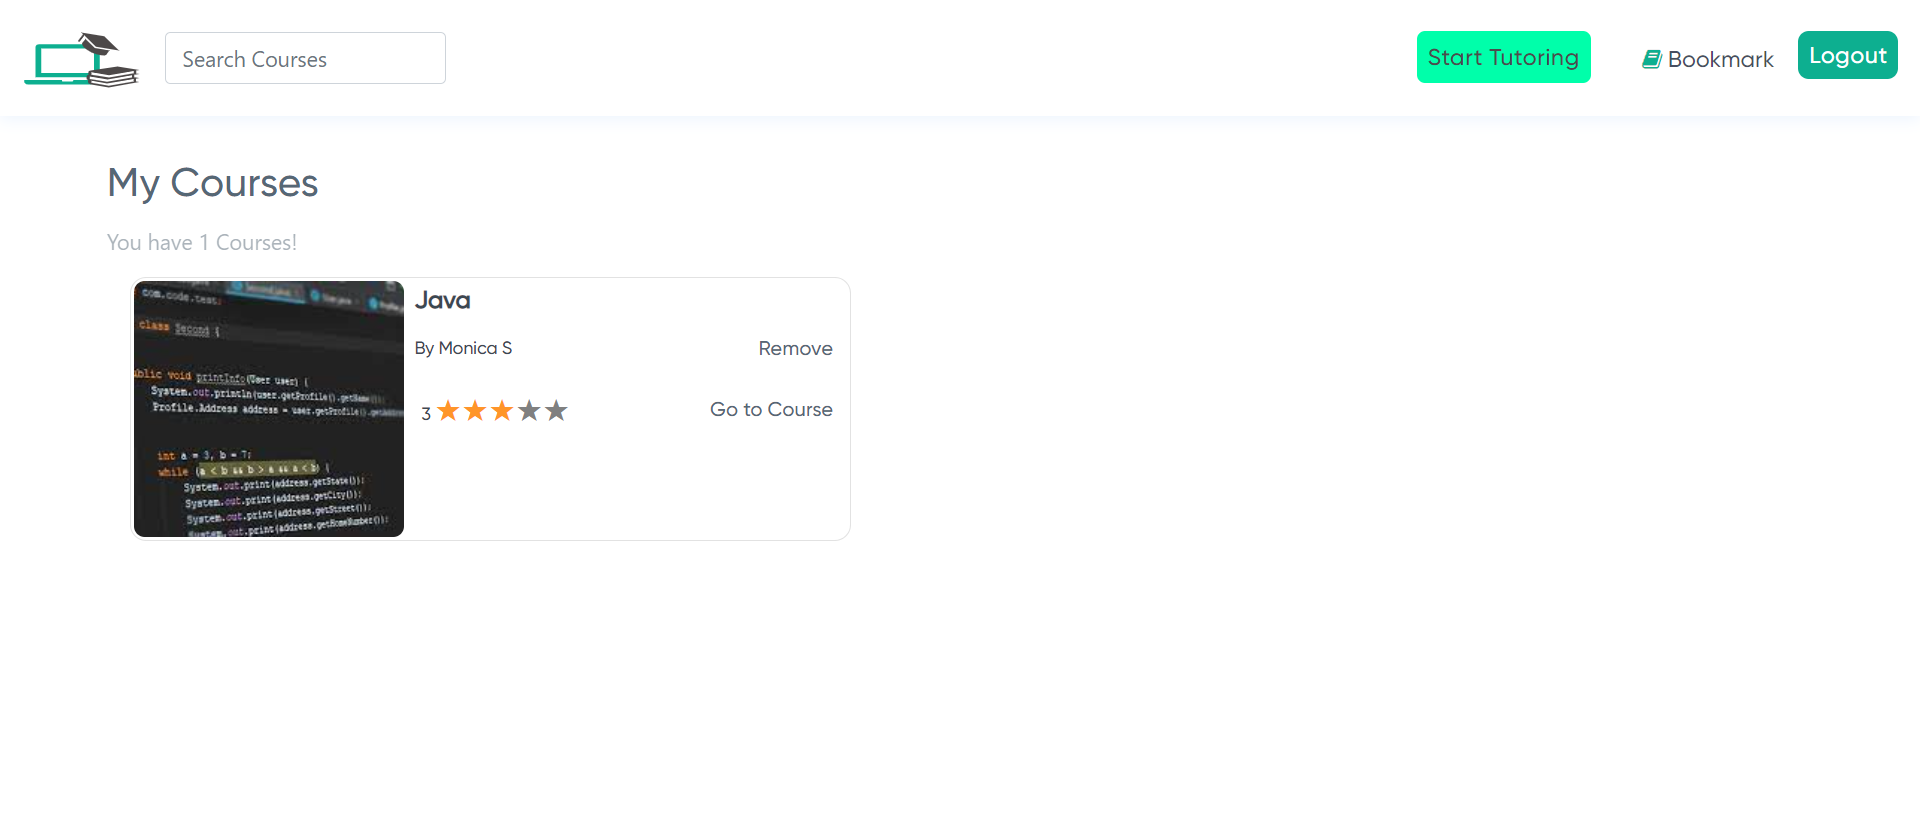 Search Courses
Start Tutoring
Bookmark
Logout
My Courses
You have 1 Courses!
com.code.test;
class Second {
public void printInfo(User user) {
System.out.println(user.getProfile().getName());
Profile.Address address = user.getProfile().
int a = 3, b = 7;
while (a < b && b > a && a < b) {
System.out.print(address.getState());
System.out.print(address.getCity());
System.out.print(address.getStreet());
System.out.print(address.getHomeNumber());
Java
By Monica S
Remove
3
Go to Course